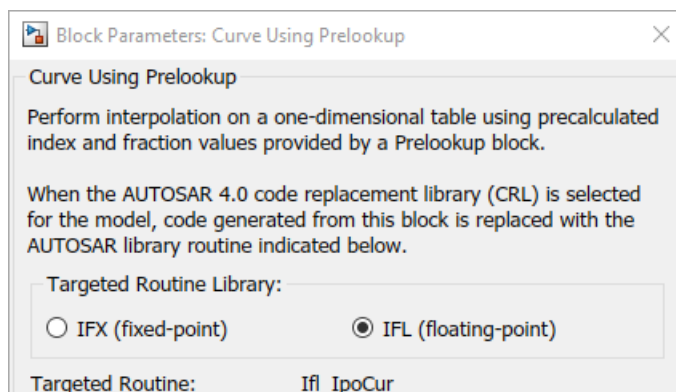 Block Parameters: Curve Using Prelookup
Curve Using Prelookup
Perform interpolation on a one-dimensional table using precalculated
index and fraction values provided by a Prelookup block.
When the AUTOSAR 4.0 code replacement library (CRL) is selected
for the model, code generated from this block is replaced with the
AUTOSAR library routine indicated below.
Targeted Routine Library:
IFX (fixed-point) IFL (floating-point)
Targeted Routine: Ifl_IpoCur